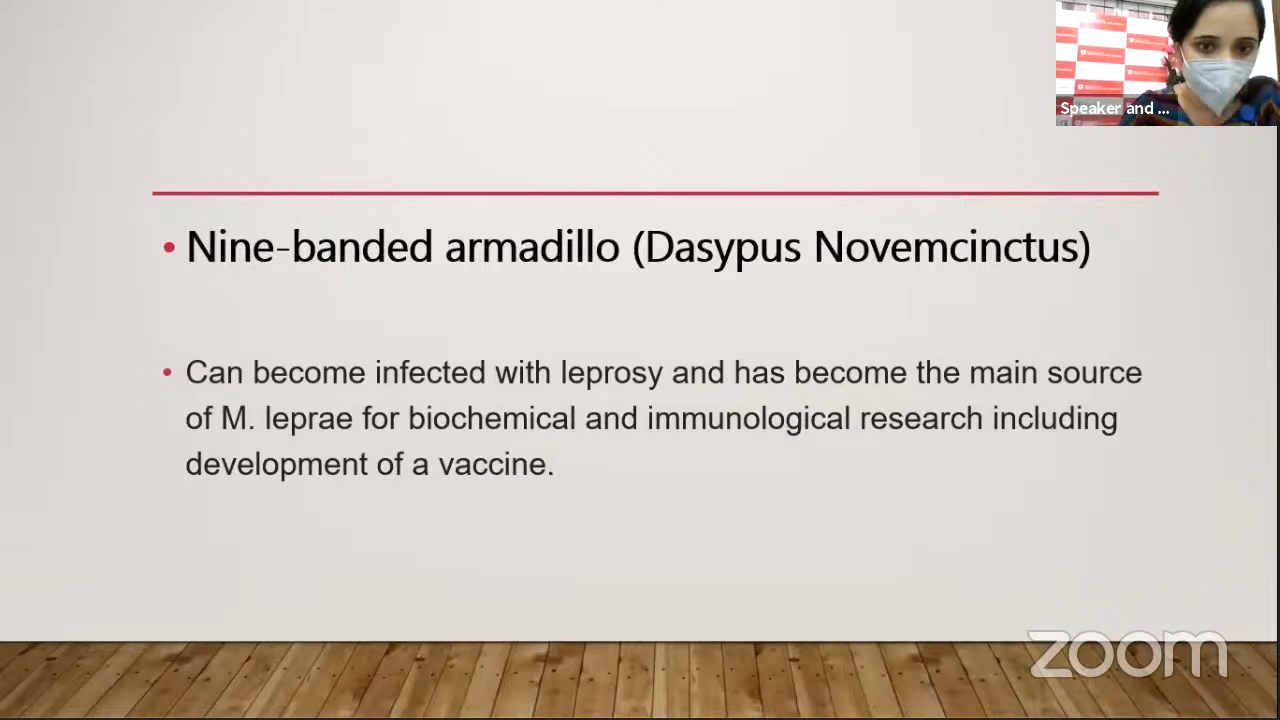 Speaker and ...
• Nine-banded armadillo (Dasypus Novemcinctus)
• Can become infected with leprosy and has become the main source
of M. leprae for biochemical and immunological research including
development of a vaccine.
zoom